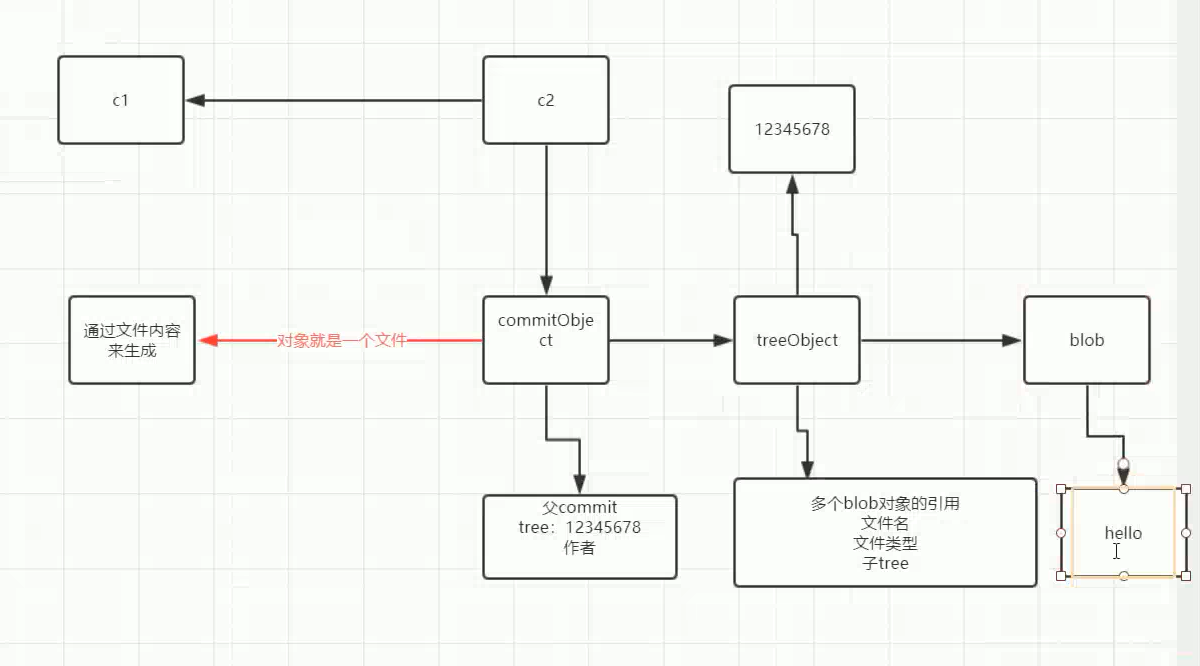 c1
c2
12345678
通过文件内容
来生成
对象就是一个文件
commitObje
ct
treeObject
blob
父commit
tree：12345678
作者
多个blob对象的引用
文件名
文件类型
子tree
hello